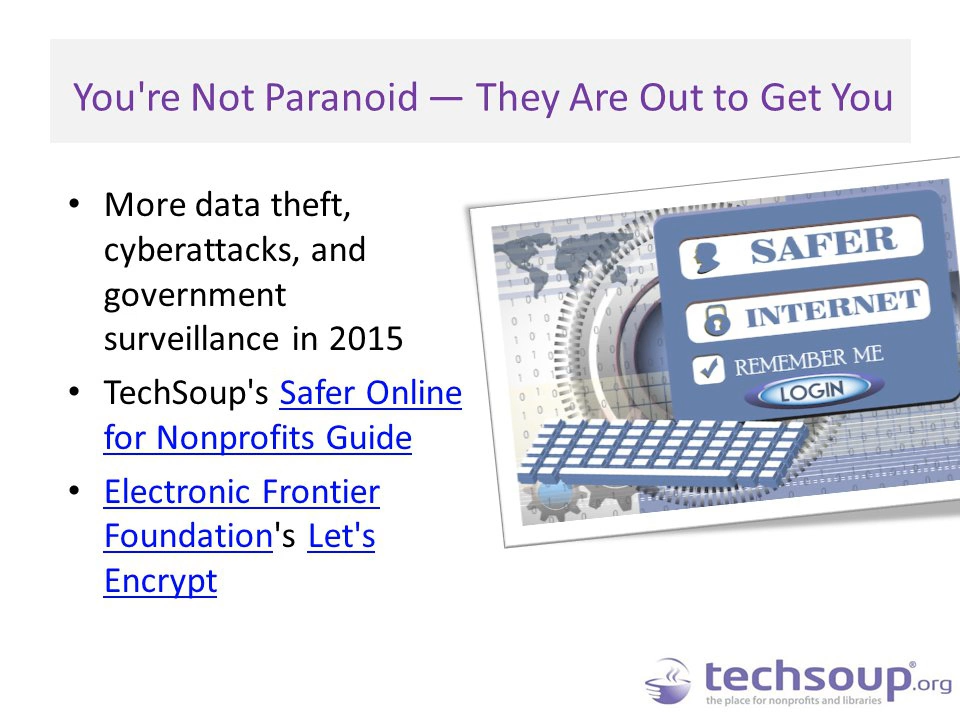 You're Not Paranoid — They Are Out to Get You
• More data theft,
cyberattacks, and
government
surveillance in 2015
• TechSoup's Safer Online
for Nonprofits Guide
• Electronic Frontier
Foundation's Let's
Encrypt
SAFER
INTERNET
REMEMBER ME
LOGIN
techsoup®.org
the place for nonprofits and libraries